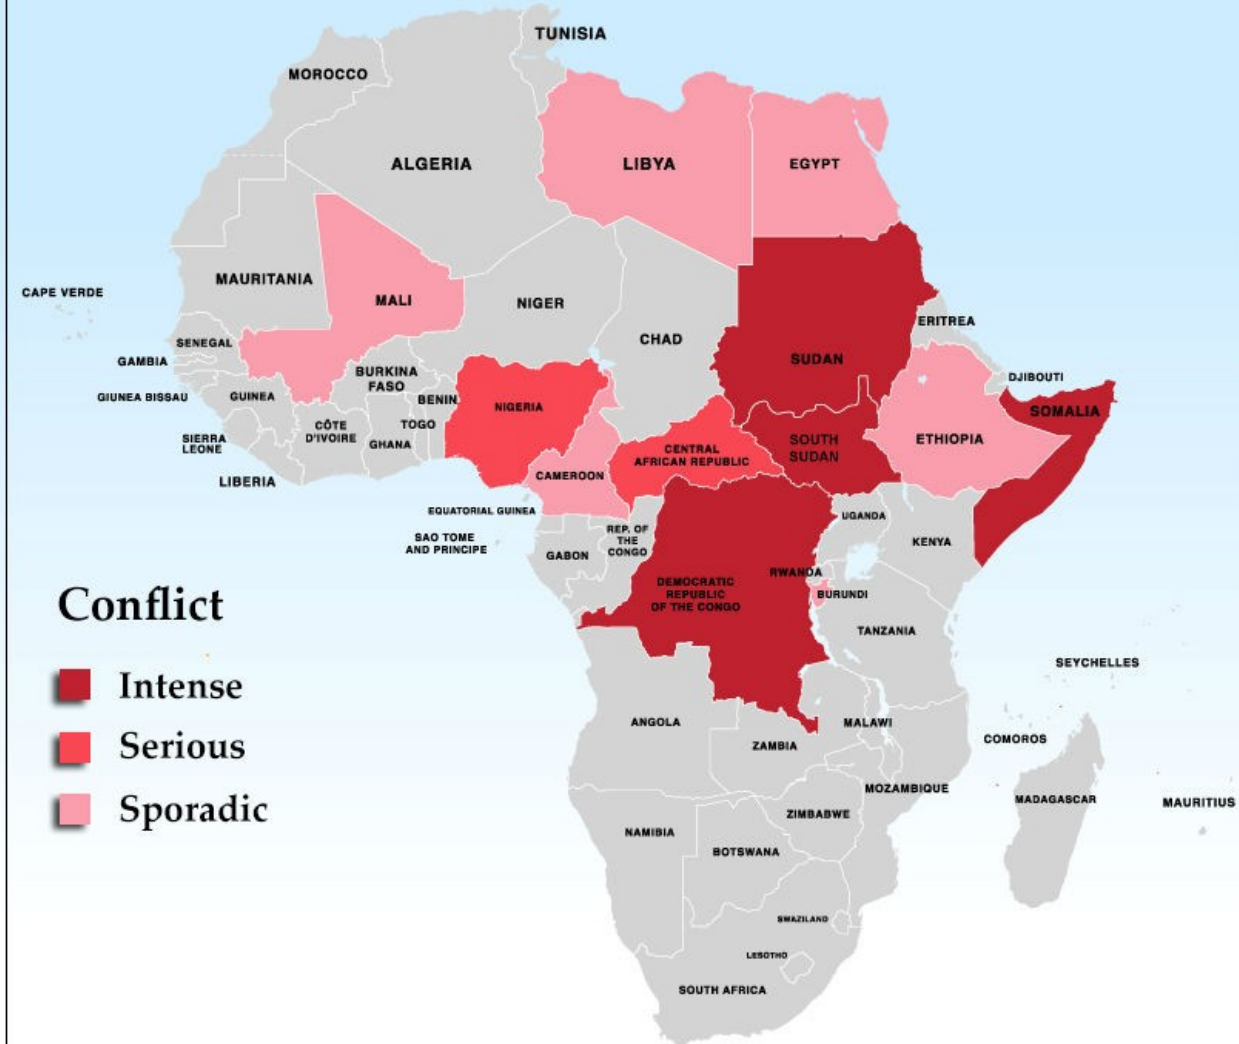 TUNISIA
MOROCCO
ALGERIA
LIBYA
EGYPT
MAURITANIA
CAPE VERDE
MALI
NIGER
CHAD
ERITREA
SENEGAL
SUDAN
GAMBIA
BURKINA
FASO
DJIBOUTI
GIUNEA BISSAU
GUINEA
BENIN
NIGERIA
SOMALIA
CÔTE
D'IVOIRE
TOGO
GHANA
SIERRA
LEONE
SOUTH
SUDAN
ETHIOPIA
CENTRAL
AFRICAN REPUBLIC
LIBERIA
CAMEROON
EQUATORIAL GUINEA
UGANDA
SAO TOME
AND PRINCIPE
REP. OF
THE
CONGO
KENYA
GABON
RWANDA
DEMOCRATIC
REPUBLIC
OF THE CONGO
BURUNDI
TANZANIA
Conflict
Intense
Serious
Sporadic
SEYCHELLES
ANGOLA
MALAWI
ZAMBIA
COMOROS
MOZAMBIQUE
MADAGASCAR
MAURITIUS
ZIMBABWE
NAMIBIA
BOTSWANA
SWAZILAND
LESOTHO
SOUTH AFRICA